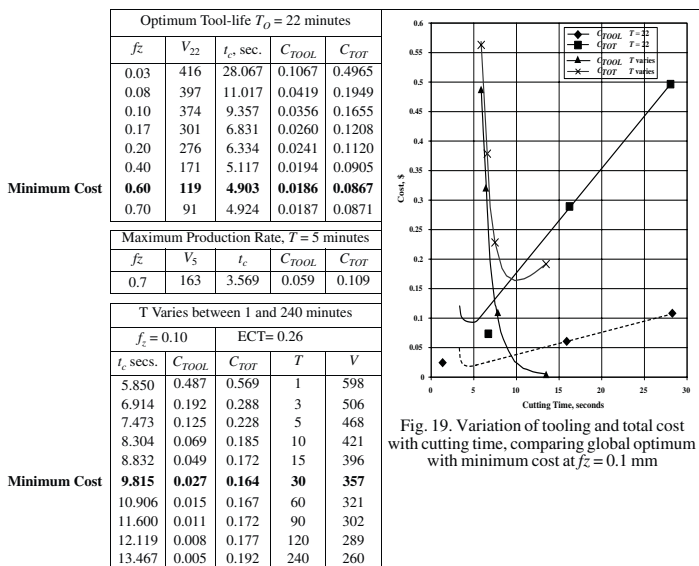 Optimum Tool-life T_O = 22 minutes
fz V_22 t_c, sec. C_TOOL C_TOT
0.03 416 28.067 0.1067 0.4965
0.08 397 11.017 0.0419 0.1949
0.10 374 9.357 0.0356 0.1655
0.17 301 6.831 0.0260 0.1208
0.20 276 6.334 0.0241 0.1120
0.40 171 5.117 0.0194 0.0905
Minimum Cost 0.60 119 4.903 0.0186 0.0867
0.70 91 4.924 0.0187 0.0871
Maximum Production Rate, T = 5 minutes
fz V_5 t_c C_TOOL C_TOT
0.7 163 3.569 0.059 0.109
T Varies between 1 and 240 minutes
f_z = 0.10 ECT= 0.26
t_c secs. C_TOOL C_TOT T V
5.850 0.487 0.569 1 598
6.914 0.192 0.288 3 506
7.473 0.125 0.228 5 468
8.304 0.069 0.185 10 421
8.832 0.049 0.172 15 396
Minimum Cost 9.815 0.027 0.164 30 357
10.906 0.015 0.167 60 321
11.600 0.011 0.172 90 302
12.119 0.008 0.177 120 289
13.467 0.005 0.192 240 260
C_TOOL T = 22
C_TOT T = 22
C_TOOL T varies
C_TOT T varies
0.6
0.55
0.5
0.45
0.4
0.35
0.3
0.25
0.2
0.15
0.1
0.05
0
Cost, $
0 5 10 15 20 25 30
Cutting Time, seconds
Fig. 19. Variation of tooling and total cost
with cutting time, comparing global optimum
with minimum cost at fz = 0.1 mm